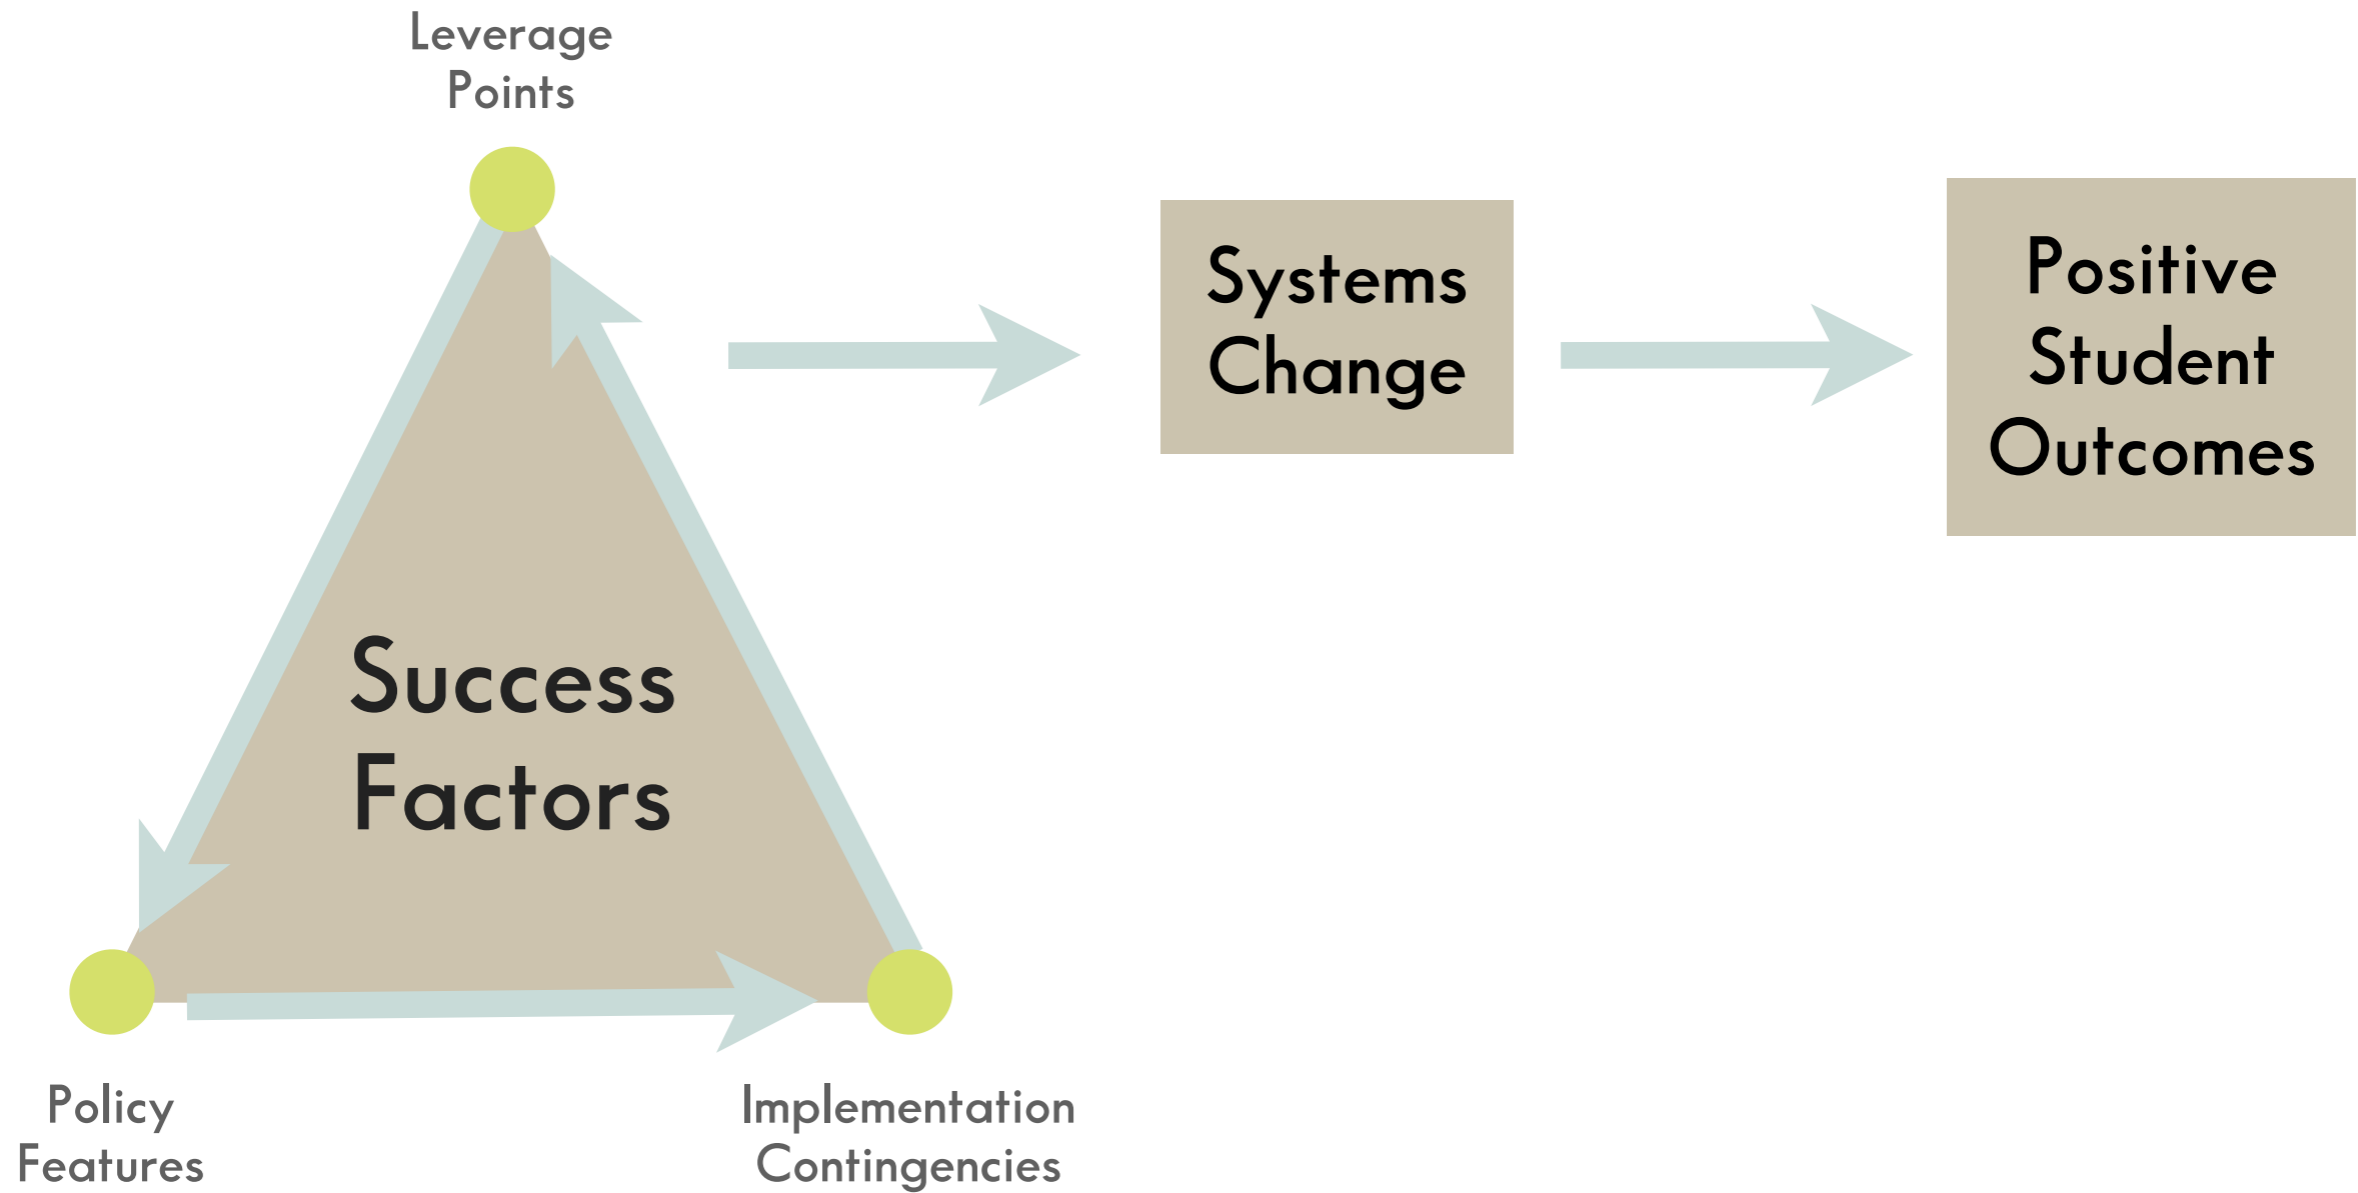 Leverage
Points
Systems
Change
Positive
Student
Outcomes
Success
Factors
Policy
Features
Implementation
Contingencies